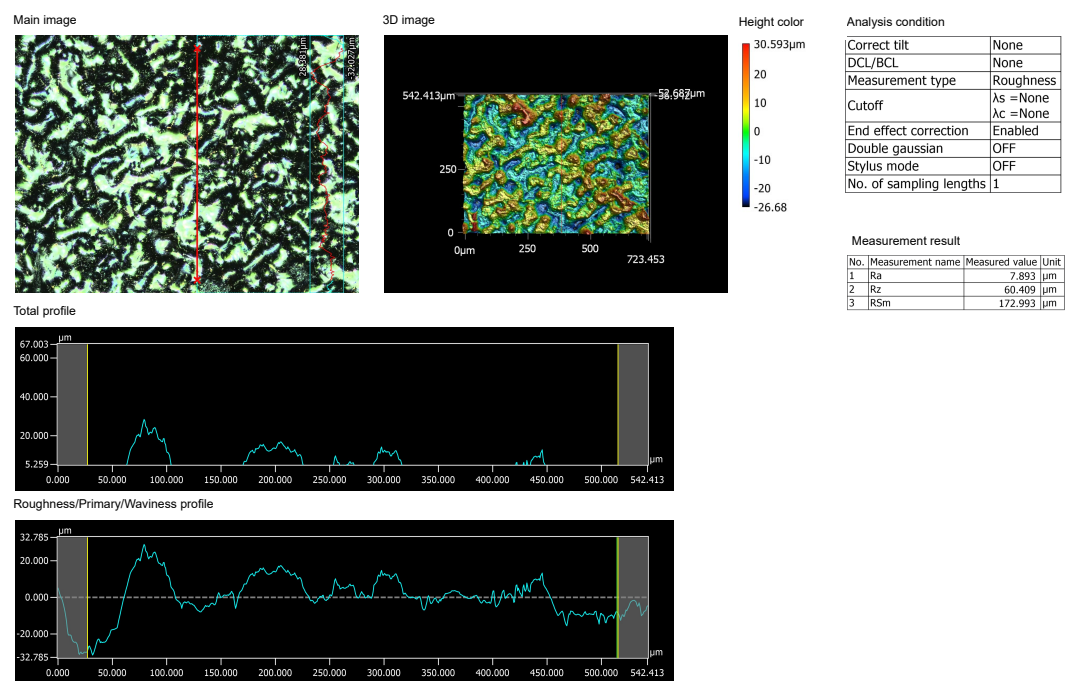 Main image
3D image
Height color
Analysis condition
28.381µm
-32.027µm
542.413µm
-52.687µm
250
0
0µm
250
500
723.453
30.593µm
20
10
0
-10
-20
-26.68
Correct tilt None
DCL/BCL None
Measurement type Roughness
Cutoff λs =None
λc =None
End effect correction Enabled
Double gaussian OFF
Stylus mode OFF
No. of sampling lengths 1
Measurement result
No. Measurement name Measured value Unit
1 Ra 7.893 µm
2 Rz 60.409 µm
3 RSm 172.993 µm
Total profile
µm
67.003
60.000
40.000
20.000
5.259
µm
0.000 50.000 100.000 150.000 200.000 250.000 300.000 350.000 400.000 450.000 500.000 542.413
Roughness/Primary/Waviness profile
µm
32.785
20.000
0.000
-20.000
-32.785
µm
0.000 50.000 100.000 150.000 200.000 250.000 300.000 350.000 400.000 450.000 500.000 542.413